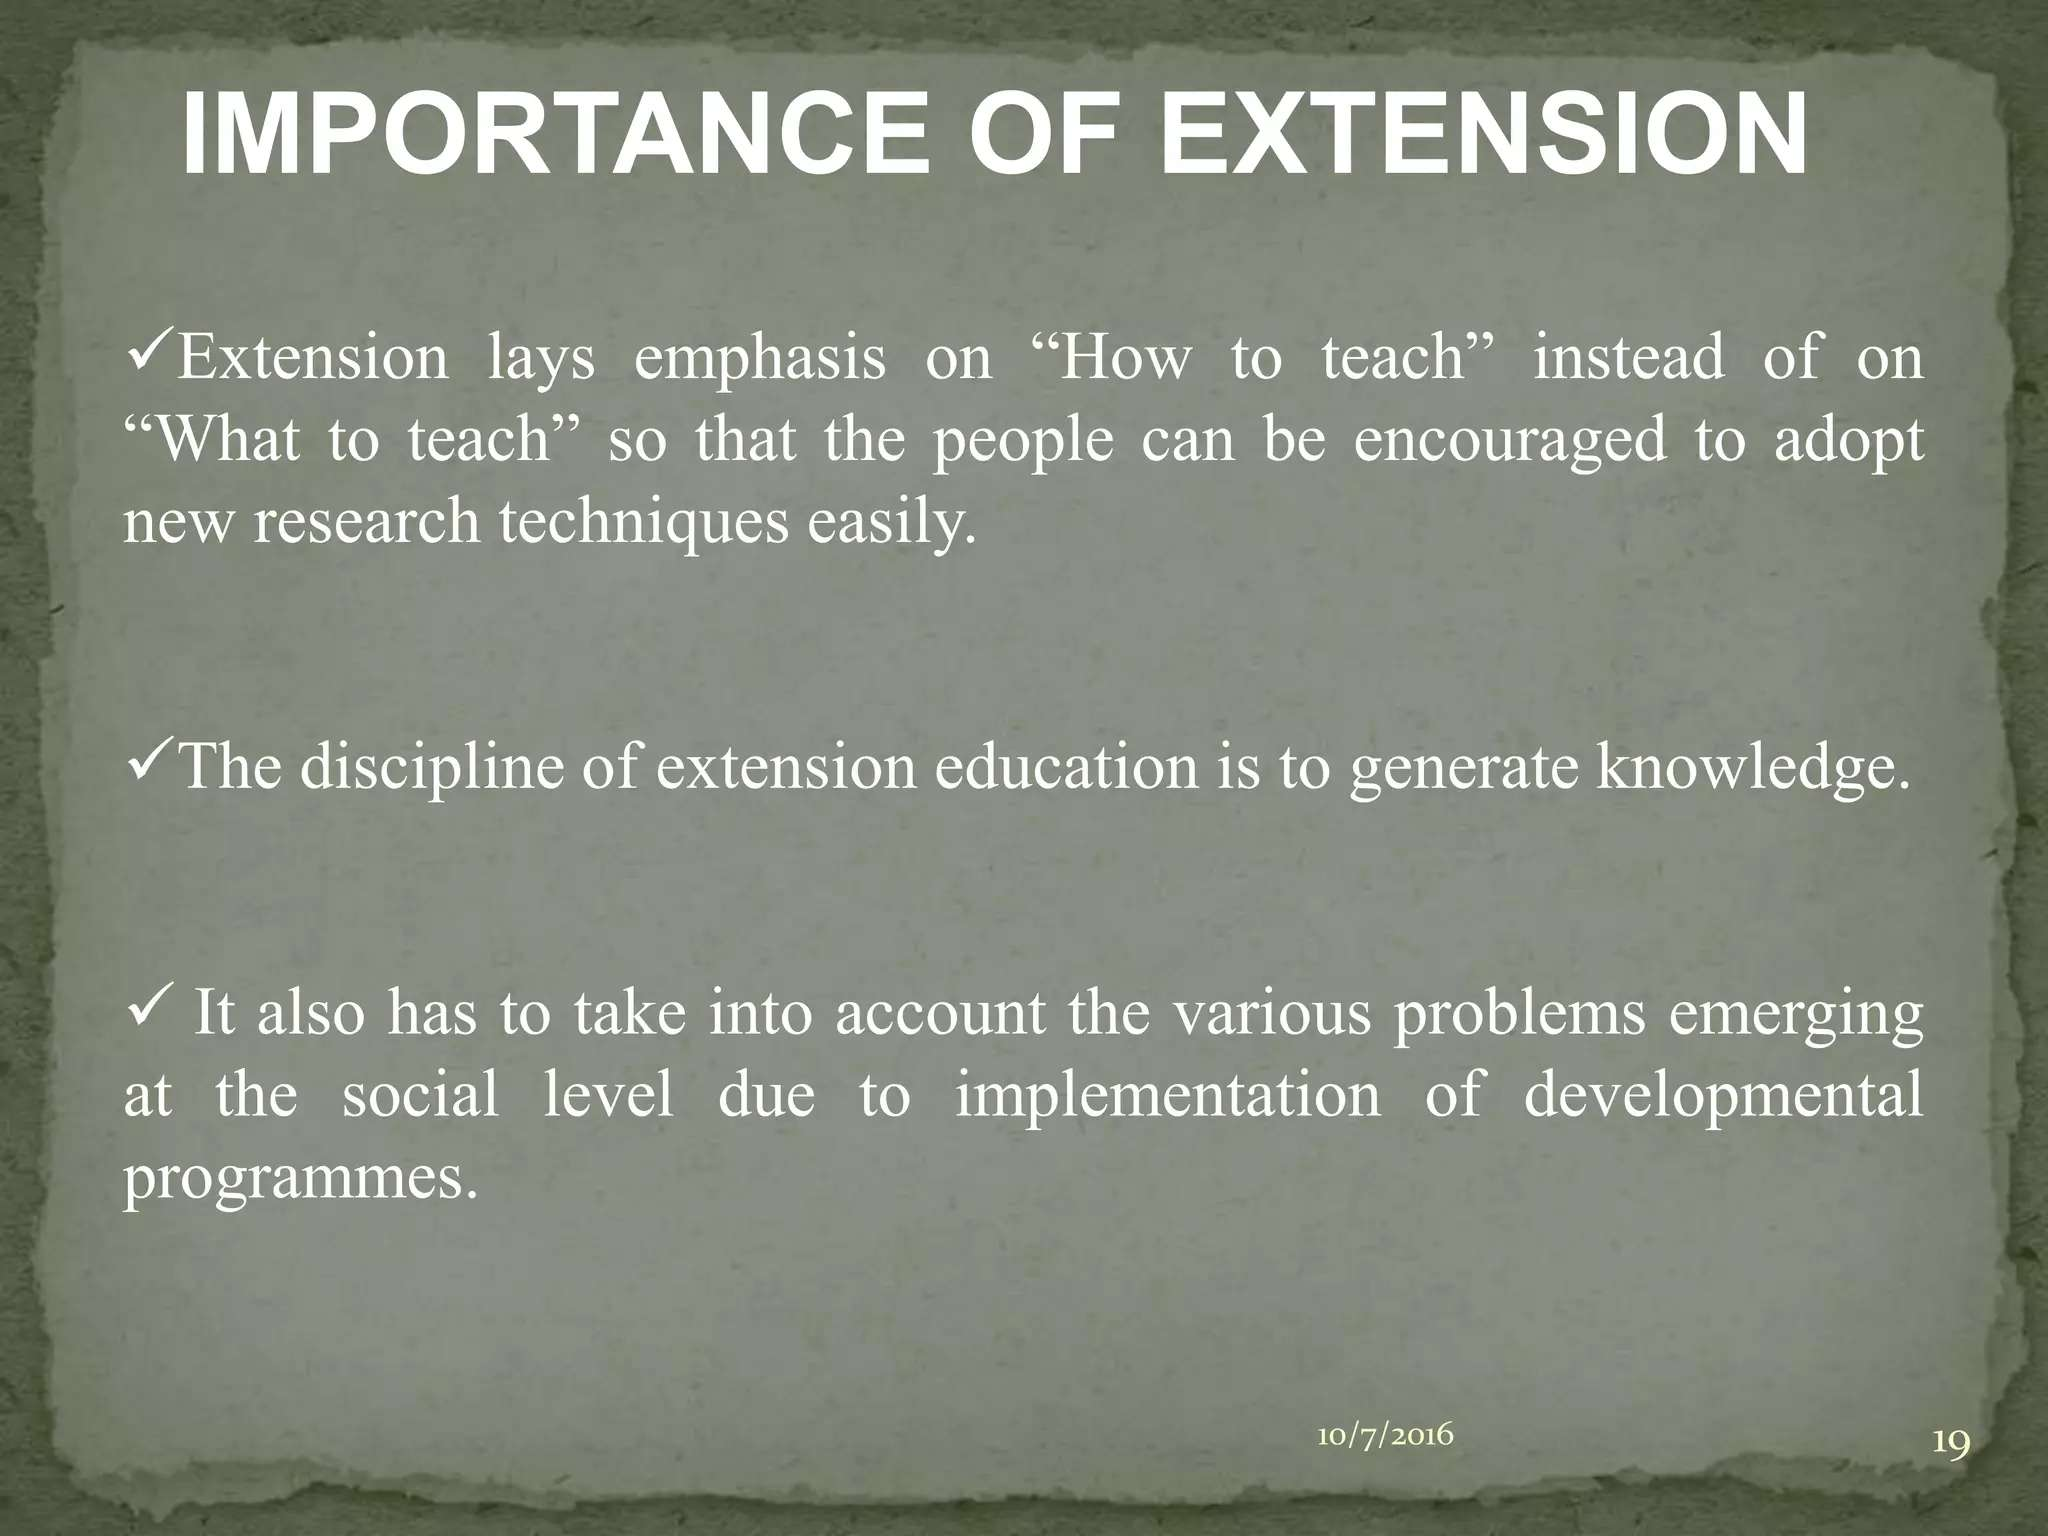 IMPORTANCE OF EXTENSION
✓Extension lays emphasis on “How to teach” instead of on
“What to teach” so that the people can be encouraged to adopt
new research techniques easily.
✓The discipline of extension education is to generate knowledge.
✓ It also has to take into account the various problems emerging
at the social level due to implementation of developmental
programmes.
10/7/2016
19